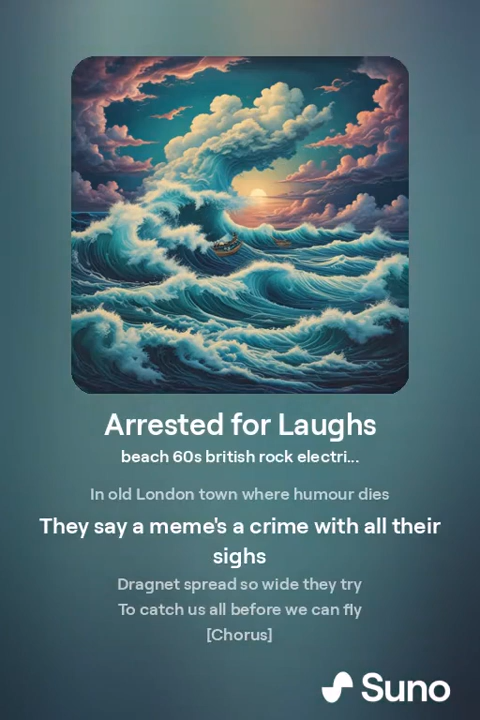 Arrested for Laughs
beach 60s british rock electri...
In old London town where humour dies
They say a meme's a crime with all their
sighs
Dragnet spread so wide they try
To catch us all before we can fly
[Chorus]
Suno